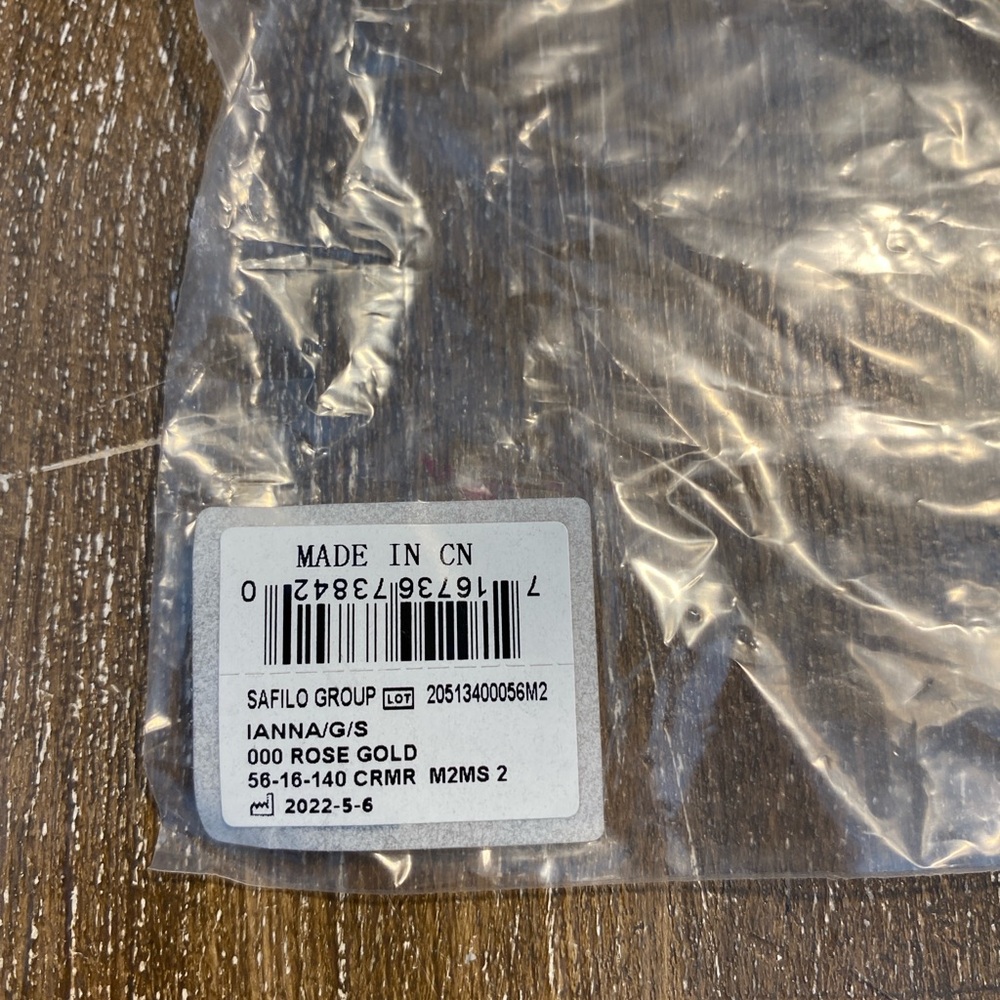 MADE IN CN
7 16736 73842 0
SAFILO GROUP LOT 20513400056M2
IANNA/G/S
000 ROSE GOLD
56-16-140 CRMR M2MS 2
2022-5-6